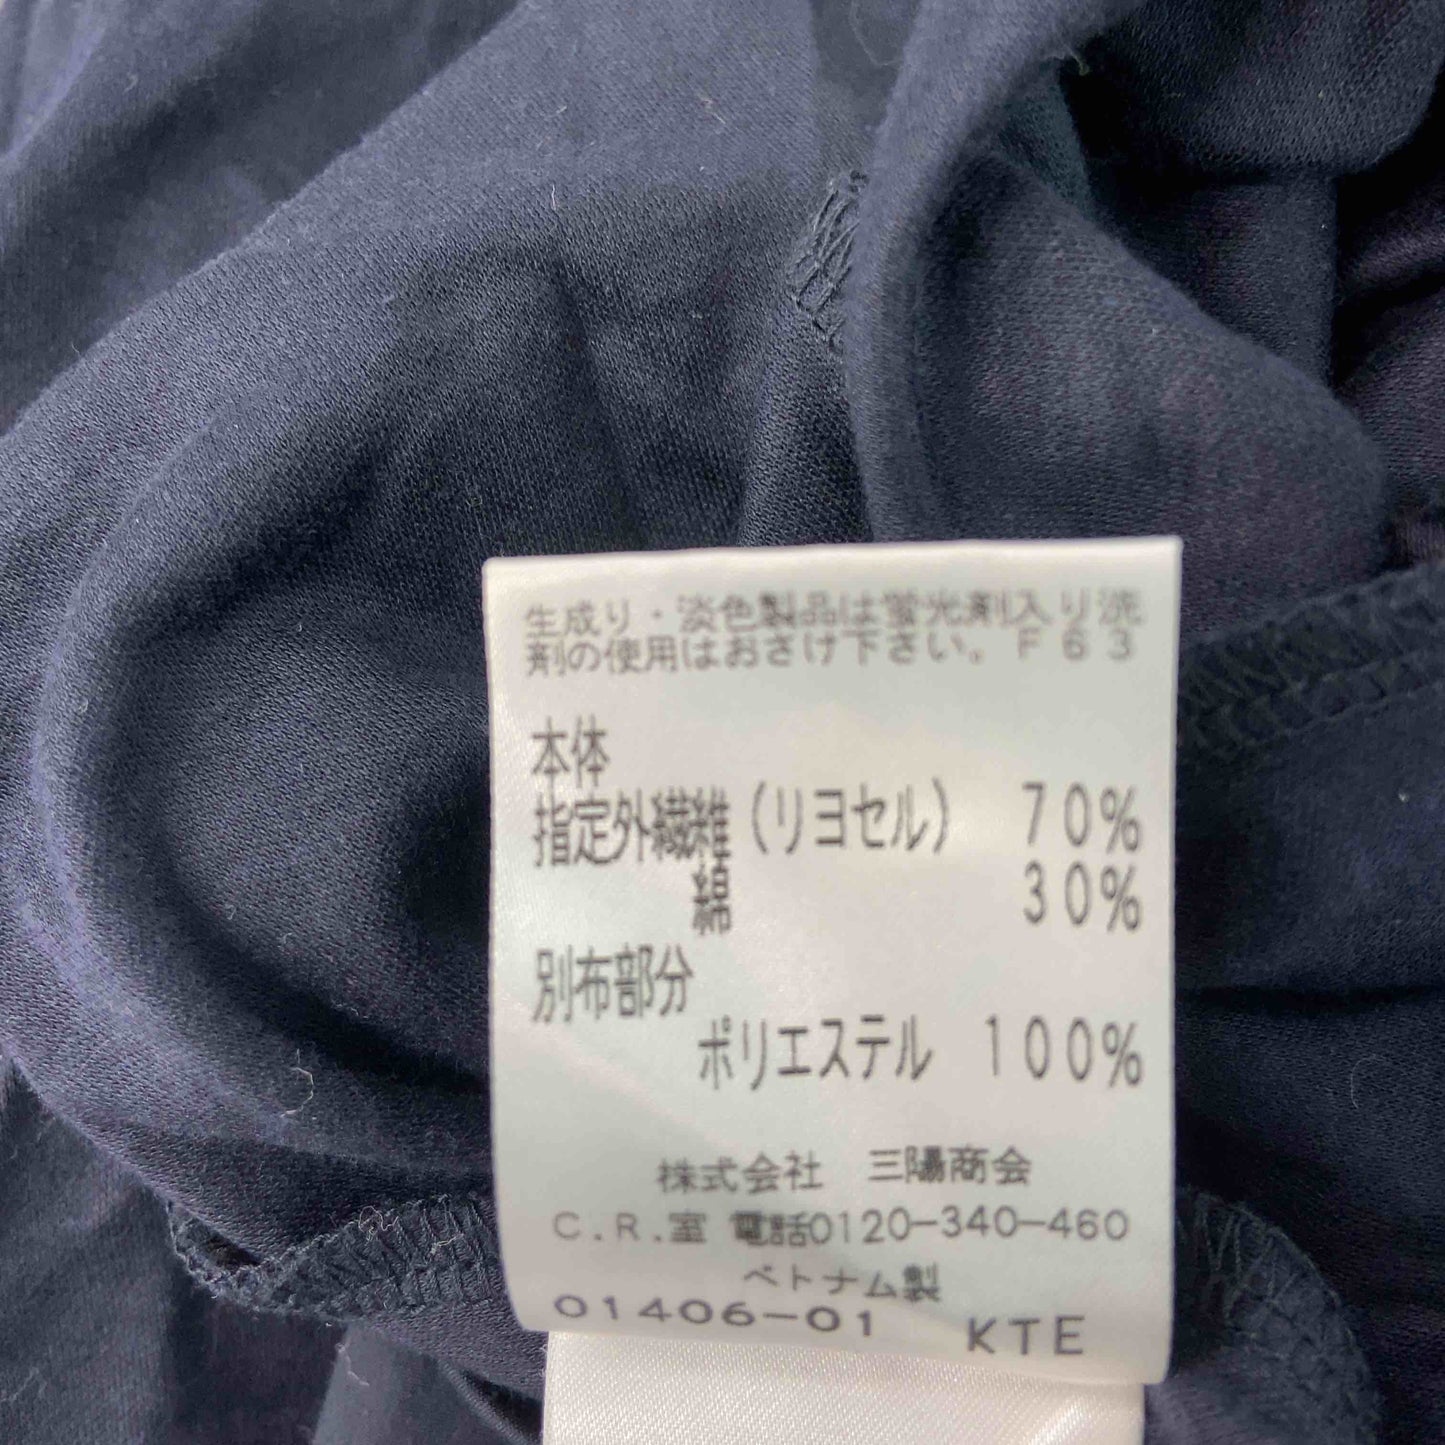 生成り・淡色製品は蛍光剤入り洗
剤の使用はおさけ下さい。F63
本体
指定外繊維(リヨセル) 70%
綿 30%
別布部分
ポリエステル 100%
株式会社 三陽商会
C.R.室 電話0120-340-460
ベトナム製
01406-01 KTE